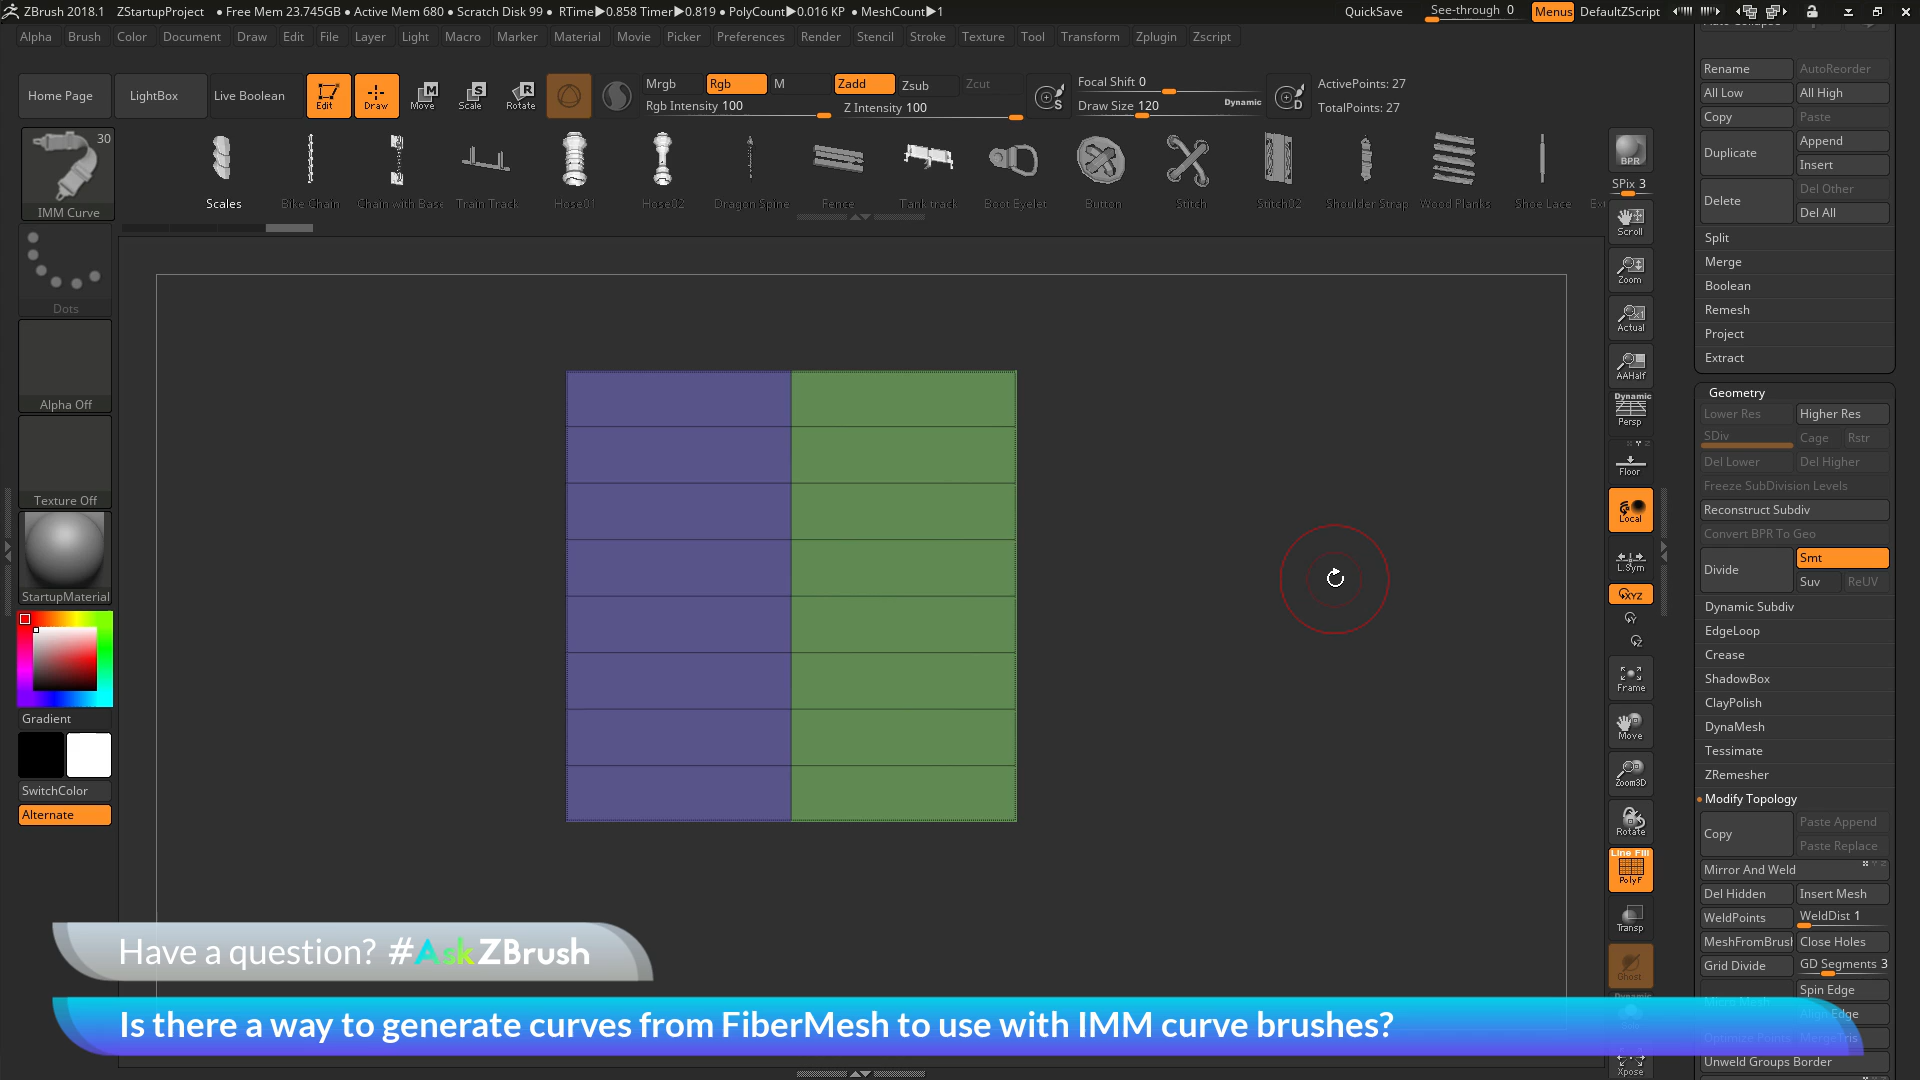 ZBrush 2018.1 ZStartupProject ● Free Mem 23.745GB ● Active Mem 680 ● Scratch Disk 99 ● RTime▶0.858 Timer▶0.819 ● PolyCount▶0.016 KP ● MeshCount▶1 QuickSave See-through 0 Menus DefaultZScript
Alpha Brush Color Document Draw Edit File Layer Light Macro Marker Material Movie Picker Preferences Render Stencil Stroke Texture Tool Transform Zplugin Zscript
Home Page LightBox Live Boolean Edit Draw Move Scale Rotate
Mrgb Rgb M Zadd Zsub Zcut
Rgb Intensity 100 Z Intensity 100
Focal Shift 0
Draw Size 120 Dynamic
ActivePoints: 27
TotalPoints: 27
30
IMM Curve
Scales Bike Chain Chain with Base Train Track Hose01 Hose02 Dragon Spine Fence Tank track Boot Eyelet Button Stitch Stitch02 Shoulder Strap Wood Planks Shoe Lace
Dots
Alpha Off
Texture Off
StartupMaterial
Gradient
SwitchColor
Alternate
BPR
SPix 3
Scroll
Zoom
Actual
AAHalf
Dynamic
Persp
Floor
Local
L.Sym
XYZ
Y
Z
Frame
Move
Zoom3D
Rotate
Line Fill
PolyF
Transp
Ghost
Xpose
Rename AutoReorder
All Low All High
Copy Paste
Duplicate Append
Insert
Delete Del Other
Del All
Split
Merge
Boolean
Remesh
Project
Extract
Geometry
Lower Res Higher Res
SDiv Cage Rstr
Del Lower Del Higher
Freeze SubDivision Levels
Reconstruct Subdiv
Convert BPR To Geo
Divide Smt
Suv ReUV
Dynamic Subdiv
EdgeLoop
Crease
ShadowBox
ClayPolish
DynaMesh
Tessimate
ZRemesher
Modify Topology
Copy Paste Append
Paste Replace
Mirror And Weld
Del Hidden Insert Mesh
WeldPoints WeldDist 1
MeshFromBrush Close Holes
Grid Divide GD Segments 3
Spin Edge
Unweld Groups Border
Have a question? #AskZBrush
Is there a way to generate curves from FiberMesh to use with IMM curve brushes?